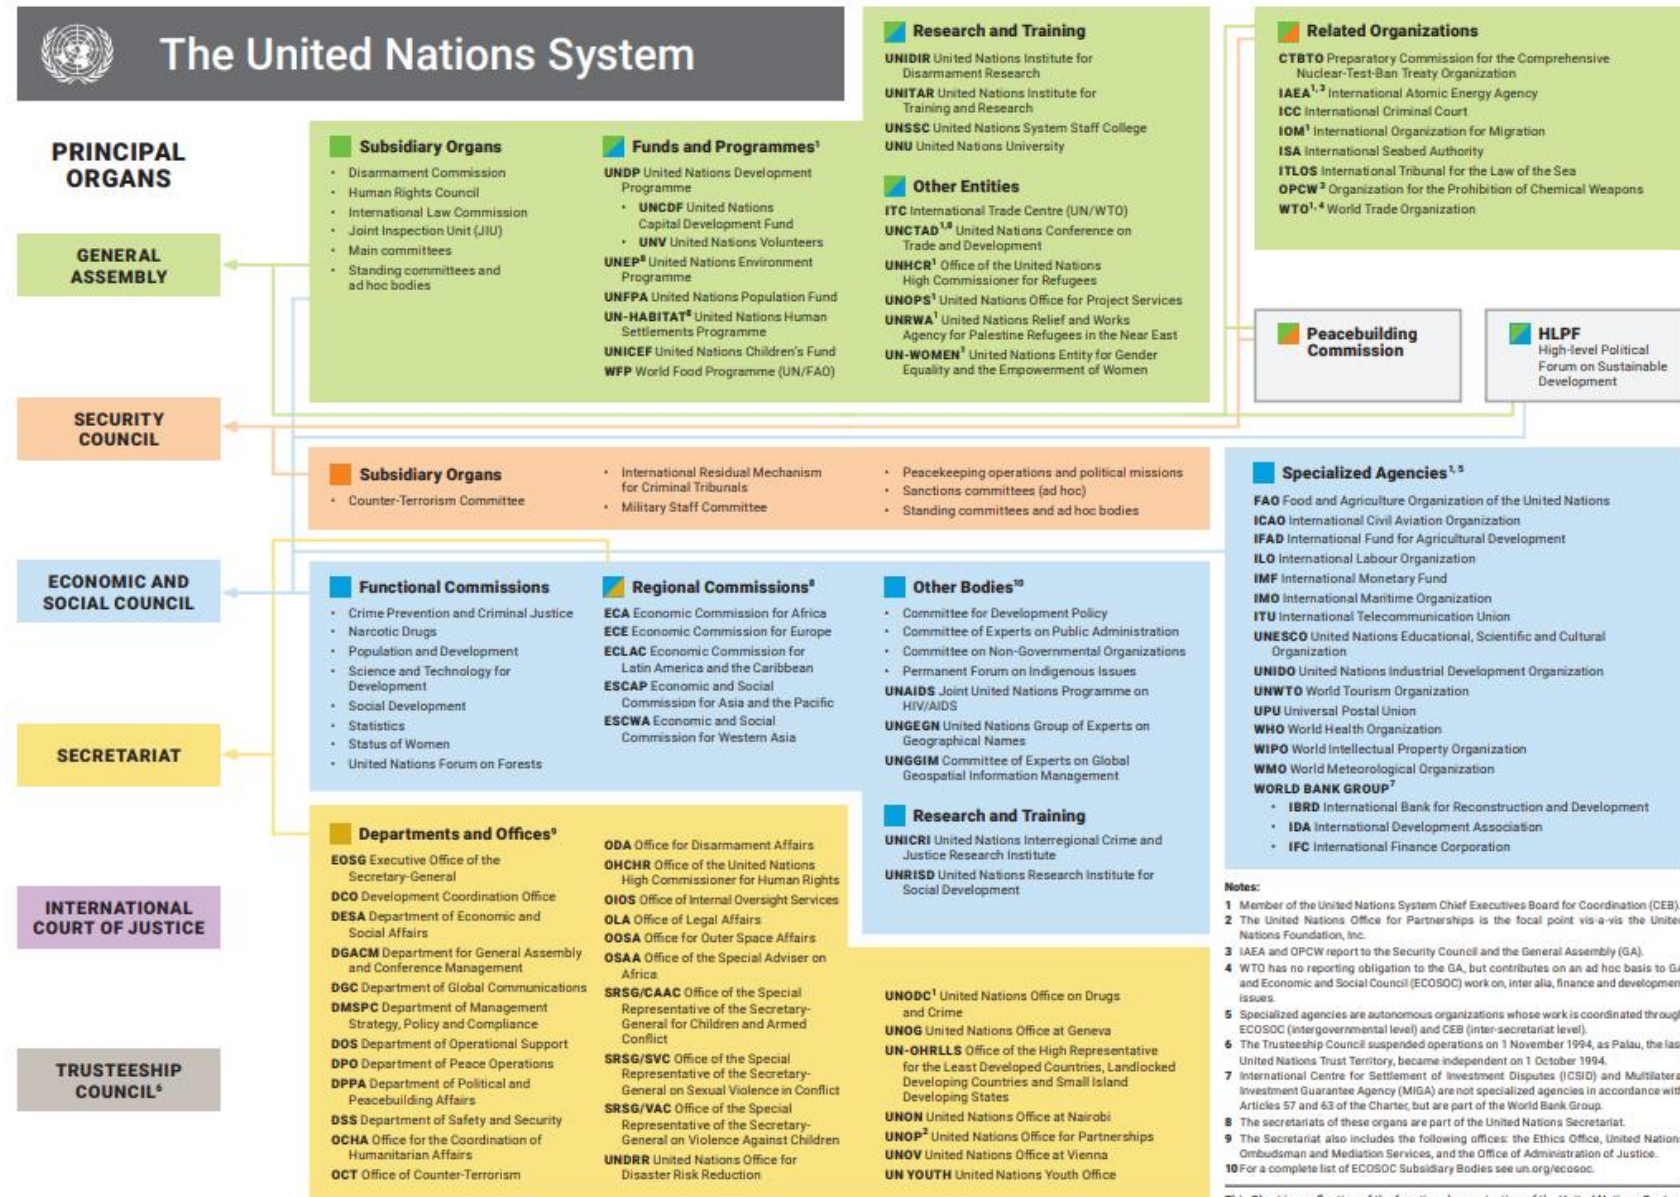 The United Nations System
PRINCIPAL
ORGANS
GENERAL
ASSEMBLY
SECURITY
COUNCIL
ECONOMIC AND
SOCIAL COUNCIL
SECRETARIAT
INTERNATIONAL
COURT OF JUSTICE
TRUSTEESHIP
COUNCIL⁶
Subsidiary Organs
• Disarmament Commission
• Human Rights Council
• International Law Commission
• Joint Inspection Unit (JIU)
• Main committees
• Standing committees and
ad hoc bodies
Funds and Programmes¹
UNDP United Nations Development
Programme
• UNCDF United Nations
Capital Development Fund
• UNV United Nations Volunteers
UNEP⁸ United Nations Environment
Programme
UNFPA United Nations Population Fund
UN-HABITAT⁸ United Nations Human
Settlements Programme
UNICEF United Nations Children's Fund
WFP World Food Programme (UN/FAO)
Research and Training
UNIDIR United Nations Institute for
Disarmament Research
UNITAR United Nations Institute for
Training and Research
UNSSC United Nations System Staff College
UNU United Nations University
Other Entities
ITC International Trade Centre (UN/WTO)
UNCTAD¹,⁸ United Nations Conference on
Trade and Development
UNHCR¹ Office of the United Nations
High Commissioner for Refugees
UNOPS¹ United Nations Office for Project Services
UNRWA¹ United Nations Relief and Works
Agency for Palestine Refugees in the Near East
UN-WOMEN¹ United Nations Entity for Gender
Equality and the Empowerment of Women
Related Organizations
CTBTO Preparatory Commission for the Comprehensive
Nuclear-Test-Ban Treaty Organization
IAEA¹,³ International Atomic Energy Agency
ICC International Criminal Court
IOM¹ International Organization for Migration
ISA International Seabed Authority
ITLOS International Tribunal for the Law of the Sea
OPCW³ Organization for the Prohibition of Chemical Weapons
WTO¹,⁴ World Trade Organization
Peacebuilding
Commission
HLPF
High-level Political
Forum on Sustainable
Development
Subsidiary Organs
• Counter-Terrorism Committee
• International Residual Mechanism
for Criminal Tribunals
• Military Staff Committee
• Peacekeeping operations and political missions
• Sanctions committees (ad hoc)
• Standing committees and ad hoc bodies
Functional Commissions
• Crime Prevention and Criminal Justice
• Narcotic Drugs
• Population and Development
• Science and Technology for
Development
• Social Development
• Statistics
• Status of Women
• United Nations Forum on Forests
Regional Commissions⁸
ECA Economic Commission for Africa
ECE Economic Commission for Europe
ECLAC Economic Commission for
Latin America and the Caribbean
ESCAP Economic and Social
Commission for Asia and the Pacific
ESCWA Economic and Social
Commission for Western Asia
Other Bodies¹⁰
• Committee for Development Policy
• Committee of Experts on Public Administration
• Committee on Non-Governmental Organizations
• Permanent Forum on Indigenous Issues
UNAIDS Joint United Nations Programme on
HIV/AIDS
UNGEGN United Nations Group of Experts on
Geographical Names
UNGGIM Committee of Experts on Global
Geospatial Information Management
Research and Training
UNICRI United Nations Interregional Crime and
Justice Research Institute
UNRISD United Nations Research Institute for
Social Development
Specialized Agencies¹,⁵
FAO Food and Agriculture Organization of the United Nations
ICAO International Civil Aviation Organization
IFAD International Fund for Agricultural Development
ILO International Labour Organization
IMF International Monetary Fund
IMO International Maritime Organization
ITU International Telecommunication Union
UNESCO United Nations Educational, Scientific and Cultural
Organization
UNIDO United Nations Industrial Development Organization
UNWTO World Tourism Organization
UPU Universal Postal Union
WHO World Health Organization
WIPO World Intellectual Property Organization
WMO World Meteorological Organization
WORLD BANK GROUP⁷
• IBRD International Bank for Reconstruction and Development
• IDA International Development Association
• IFC International Finance Corporation
Departments and Offices⁹
EOSG Executive Office of the
Secretary-General
DCO Development Coordination Office
DESA Department of Economic and
Social Affairs
DGACM Department for General Assembly
and Conference Management
DGC Department of Global Communications
DMSPC Department of Management
Strategy, Policy and Compliance
DOS Department of Operational Support
DPO Department of Peace Operations
DPPA Department of Political and
Peacebuilding Affairs
DSS Department of Safety and Security
OCHA Office for the Coordination of
Humanitarian Affairs
OCT Office of Counter-Terrorism
ODA Office for Disarmament Affairs
OHCHR Office of the United Nations
High Commissioner for Human Rights
OIOS Office of Internal Oversight Services
OLA Office of Legal Affairs
OOSA Office for Outer Space Affairs
OSAA Office of the Special Adviser on
Africa
SRSG/CAAC Office of the Special
Representative of the Secretary-
General for Children and Armed
Conflict
SRSG/SVC Office of the Special
Representative of the Secretary-
General on Sexual Violence in Conflict
SRSG/VAC Office of the Special
Representative of the Secretary-
General on Violence Against Children
UNDRR United Nations Office for
Disaster Risk Reduction
UNODC¹ United Nations Office on Drugs
and Crime
UNOG United Nations Office at Geneva
UN-OHRLLS Office of the High Representative
for the Least Developed Countries, Landlocked
Developing Countries and Small Island
Developing States
UNON United Nations Office at Nairobi
UNOP² United Nations Office for Partnerships
UNOV United Nations Office at Vienna
UN YOUTH United Nations Youth Office
Notes:
1 Member of the United Nations System Chief Executives Board for Coordination (CEB).
2 The United Nations Office for Partnerships is the focal point vis-a-vis the United
Nations Foundation, Inc.
3 IAEA and OPCW report to the Security Council and the General Assembly (GA).
4 WTO has no reporting obligation to the GA, but contributes on an ad hoc basis to GA
and Economic and Social Council (ECOSOC) work on, inter alia, finance and developmen
issues.
5 Specialized agencies are autonomous organizations whose work is coordinated through
ECOSOC (intergovernmental level) and CEB (inter-secretariat level).
6 The Trusteeship Council suspended operations on 1 November 1994, as Palau, the las
United Nations Trust Territory, became independent on 1 October 1994.
7 International Centre for Settlement of Investment Disputes (ICSID) and Multilatera
Investment Guarantee Agency (MIGA) are not specialized agencies in accordance with
Articles 57 and 63 of the Charter, but are part of the World Bank Group.
8 The secretariats of these organs are part of the United Nations Secretariat.
9 The Secretariat also includes the following offices: the Ethics Office, United Nations
Ombudsman and Mediation Services, and the Office of Administration of Justice.
10 For a complete list of ECOSOC Subsidiary Bodies see un.org/ecosoc.